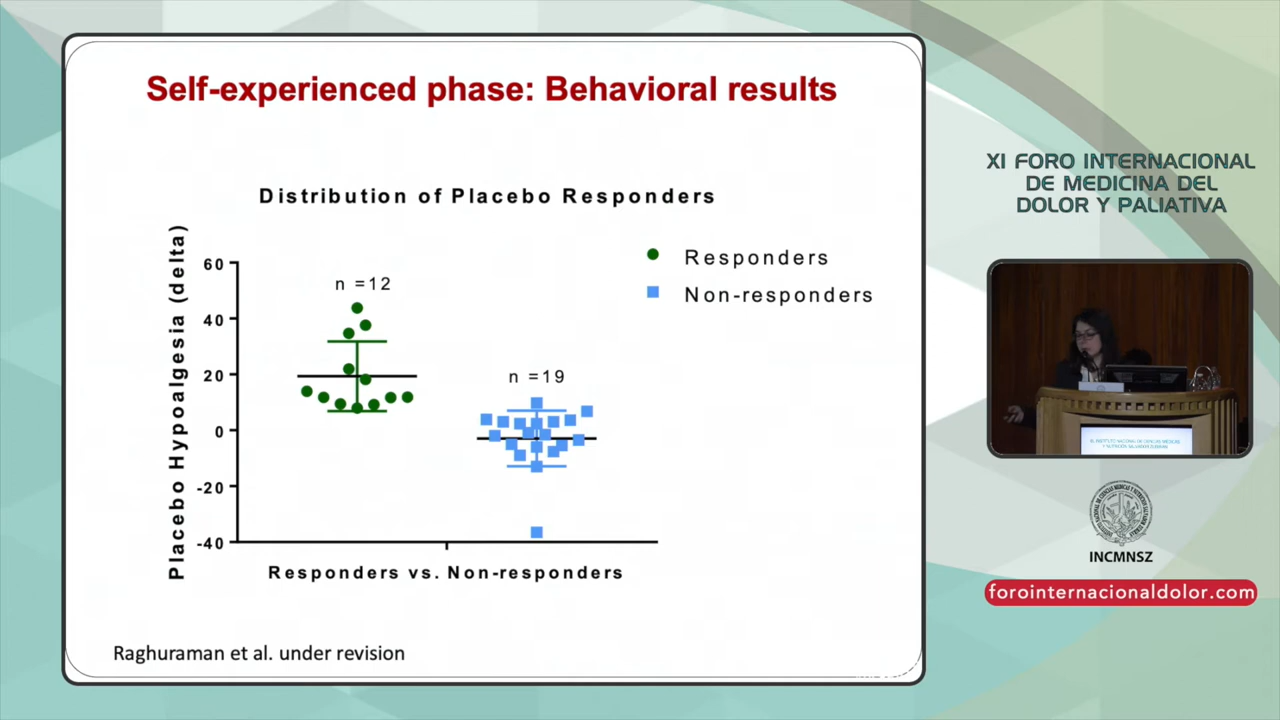 Self-experienced phase: Behavioral results
Distribution of Placebo Responders
Placebo Hypoalgesia (delta)
60
40
20
0
-20
-40
n =12
n =19
Responders
Non-responders
Responders vs. Non-responders
Raghuraman et al. under revision
XI FORO INTERNACIONAL
DE MEDICINA DEL
DOLOR Y PALIATIVA
INCMNSZ
forointernacionaldolor.com